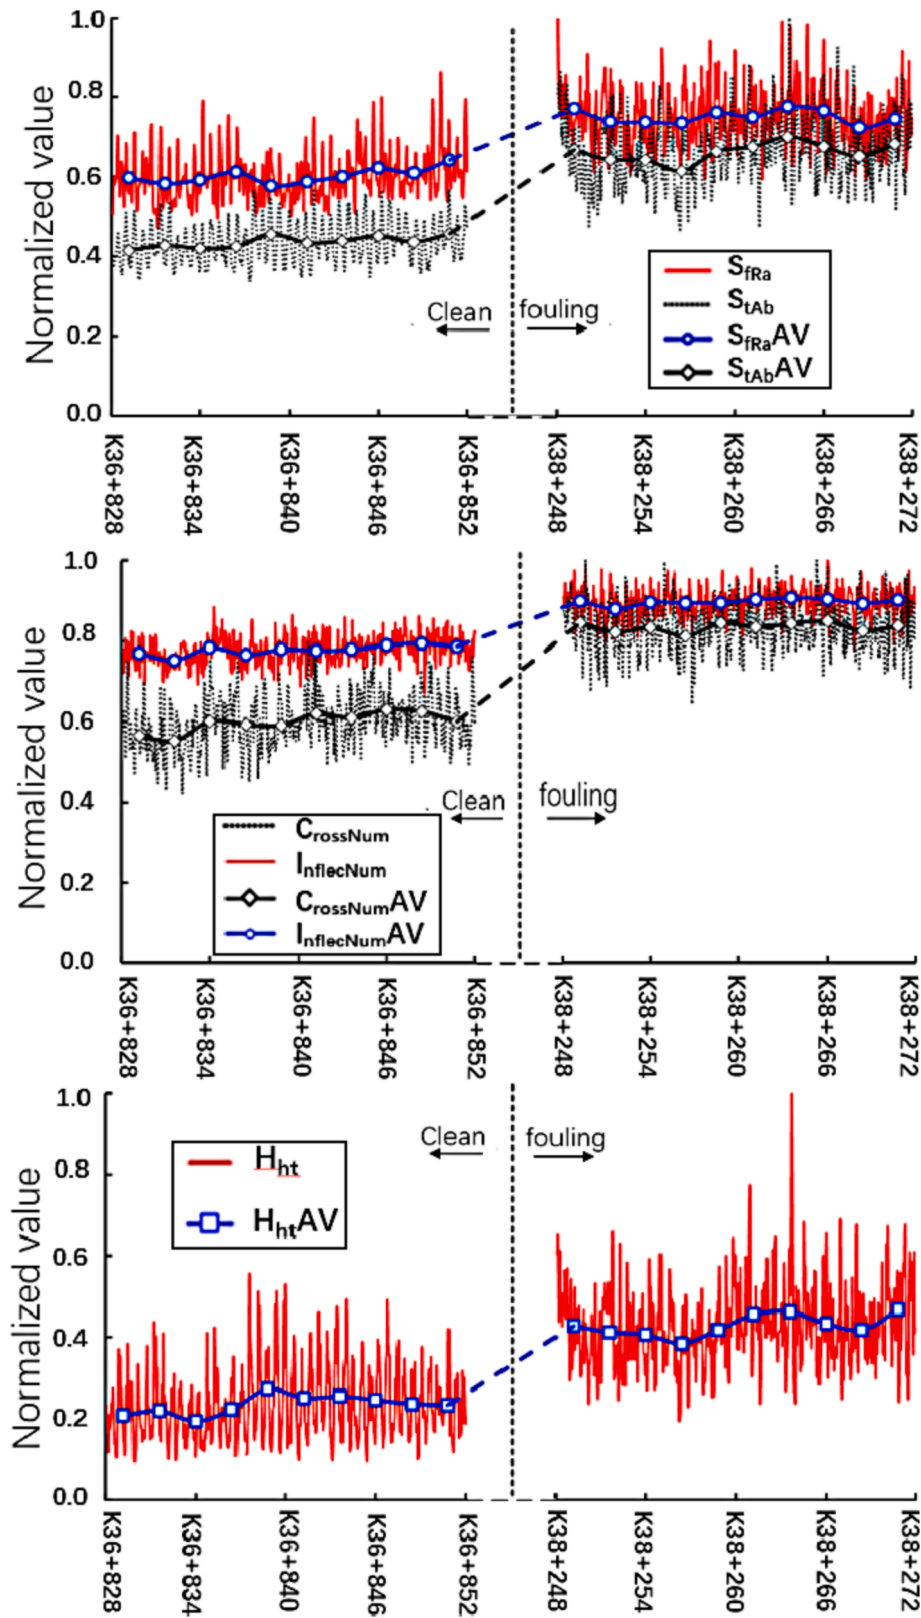 Normalized value
1.0
0.8
0.6
0.4
0.2
0.0
Clean
fouling
SfRa
StAb
SfRaAV
StAbAV
K36+828
K36+834
K36+840
K36+846
K36+852
K38+248
K38+254
K38+260
K38+266
K38+272
Normalized value
1.0
0.8
0.6
0.4
0.2
0.0
Clean
fouling
CrossNum
InflecNum
CrossNumAV
InflecNumAV
K36+828
K36+834
K36+840
K36+846
K36+852
K38+248
K38+254
K38+260
K38+266
K38+272
Normalized value
1.0
0.8
0.6
0.4
0.2
0.0
Clean
fouling
Hht
HhtAV
K36+828
K36+834
K36+840
K36+846
K36+852
K38+248
K38+254
K38+260
K38+266
K38+272